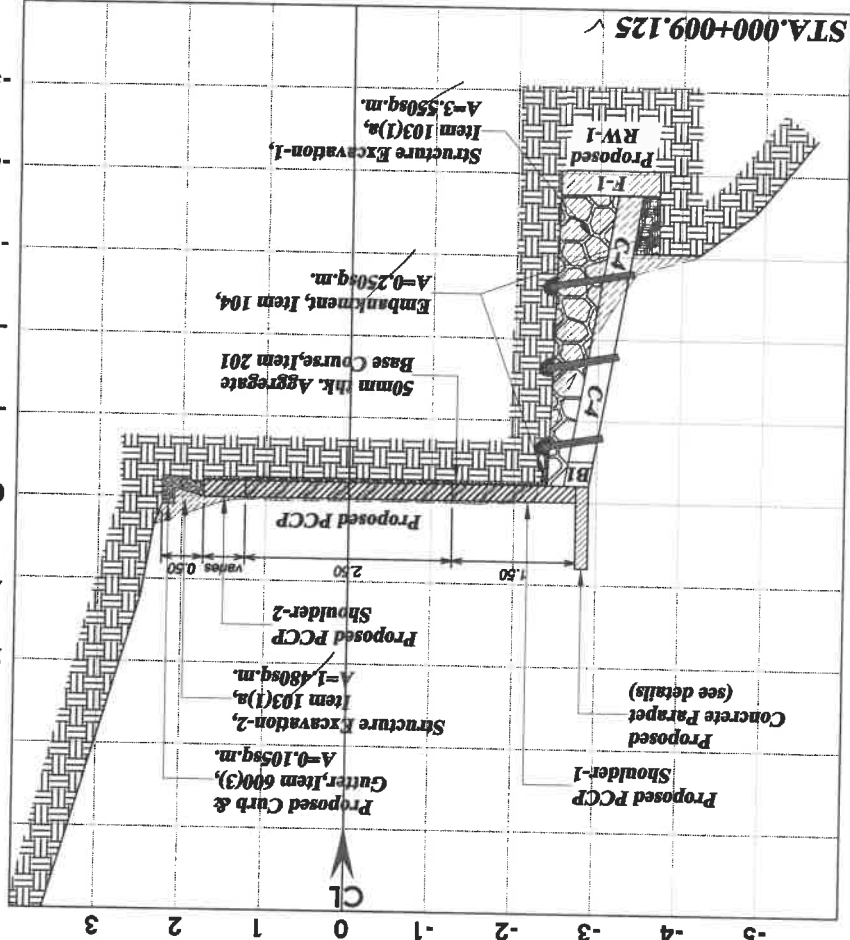 -5 -4 -3 -2 -1 0 1 2 3
CL
Proposed PCCP
Shoulder-1
Proposed
Concrete Parapet
(see details)
Proposed Curb &
Gutter,Item 600(3),
A=0.105sq.m.
Structure Excavation-2,
Item 103(1)a,
A=1.480sq.m.
Proposed PCCP
Shoulder-2
1.50 2.50 varies 0.50
Proposed PCCP
0
B1
C-4
C-4
50mm thk. Aggregate
Base Course,Item 201
Embankment, Item 104,
A=0.250sq.m.
F-1
Proposed
RW-1
Structure Excavation-1,
Item 103(1)a,
A=3.550sq.m.
STA.000+009.125